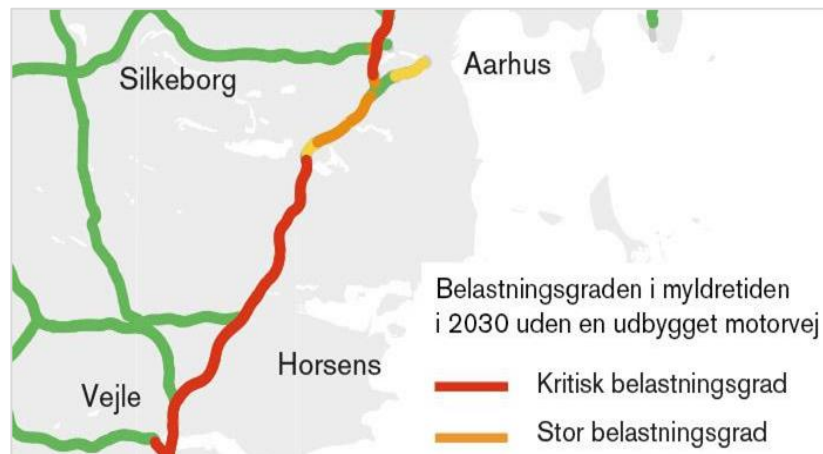 Silkeborg
Aarhus
Belastningsgraden i myldretiden
i 2030 uden en udbygget motorvej
Horsens
Kritisk belastningsgrad
Vejle
Stor belastningsgrad